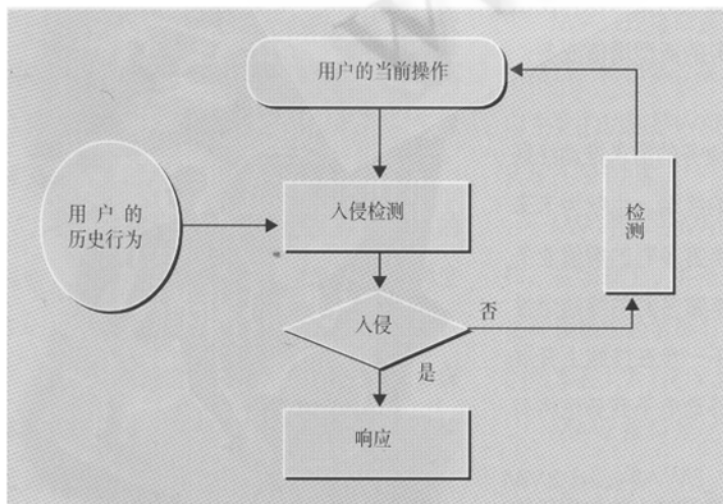 用户的当前操作
用户的
历史行为
入侵检测
检
测
入侵
否
是
响应